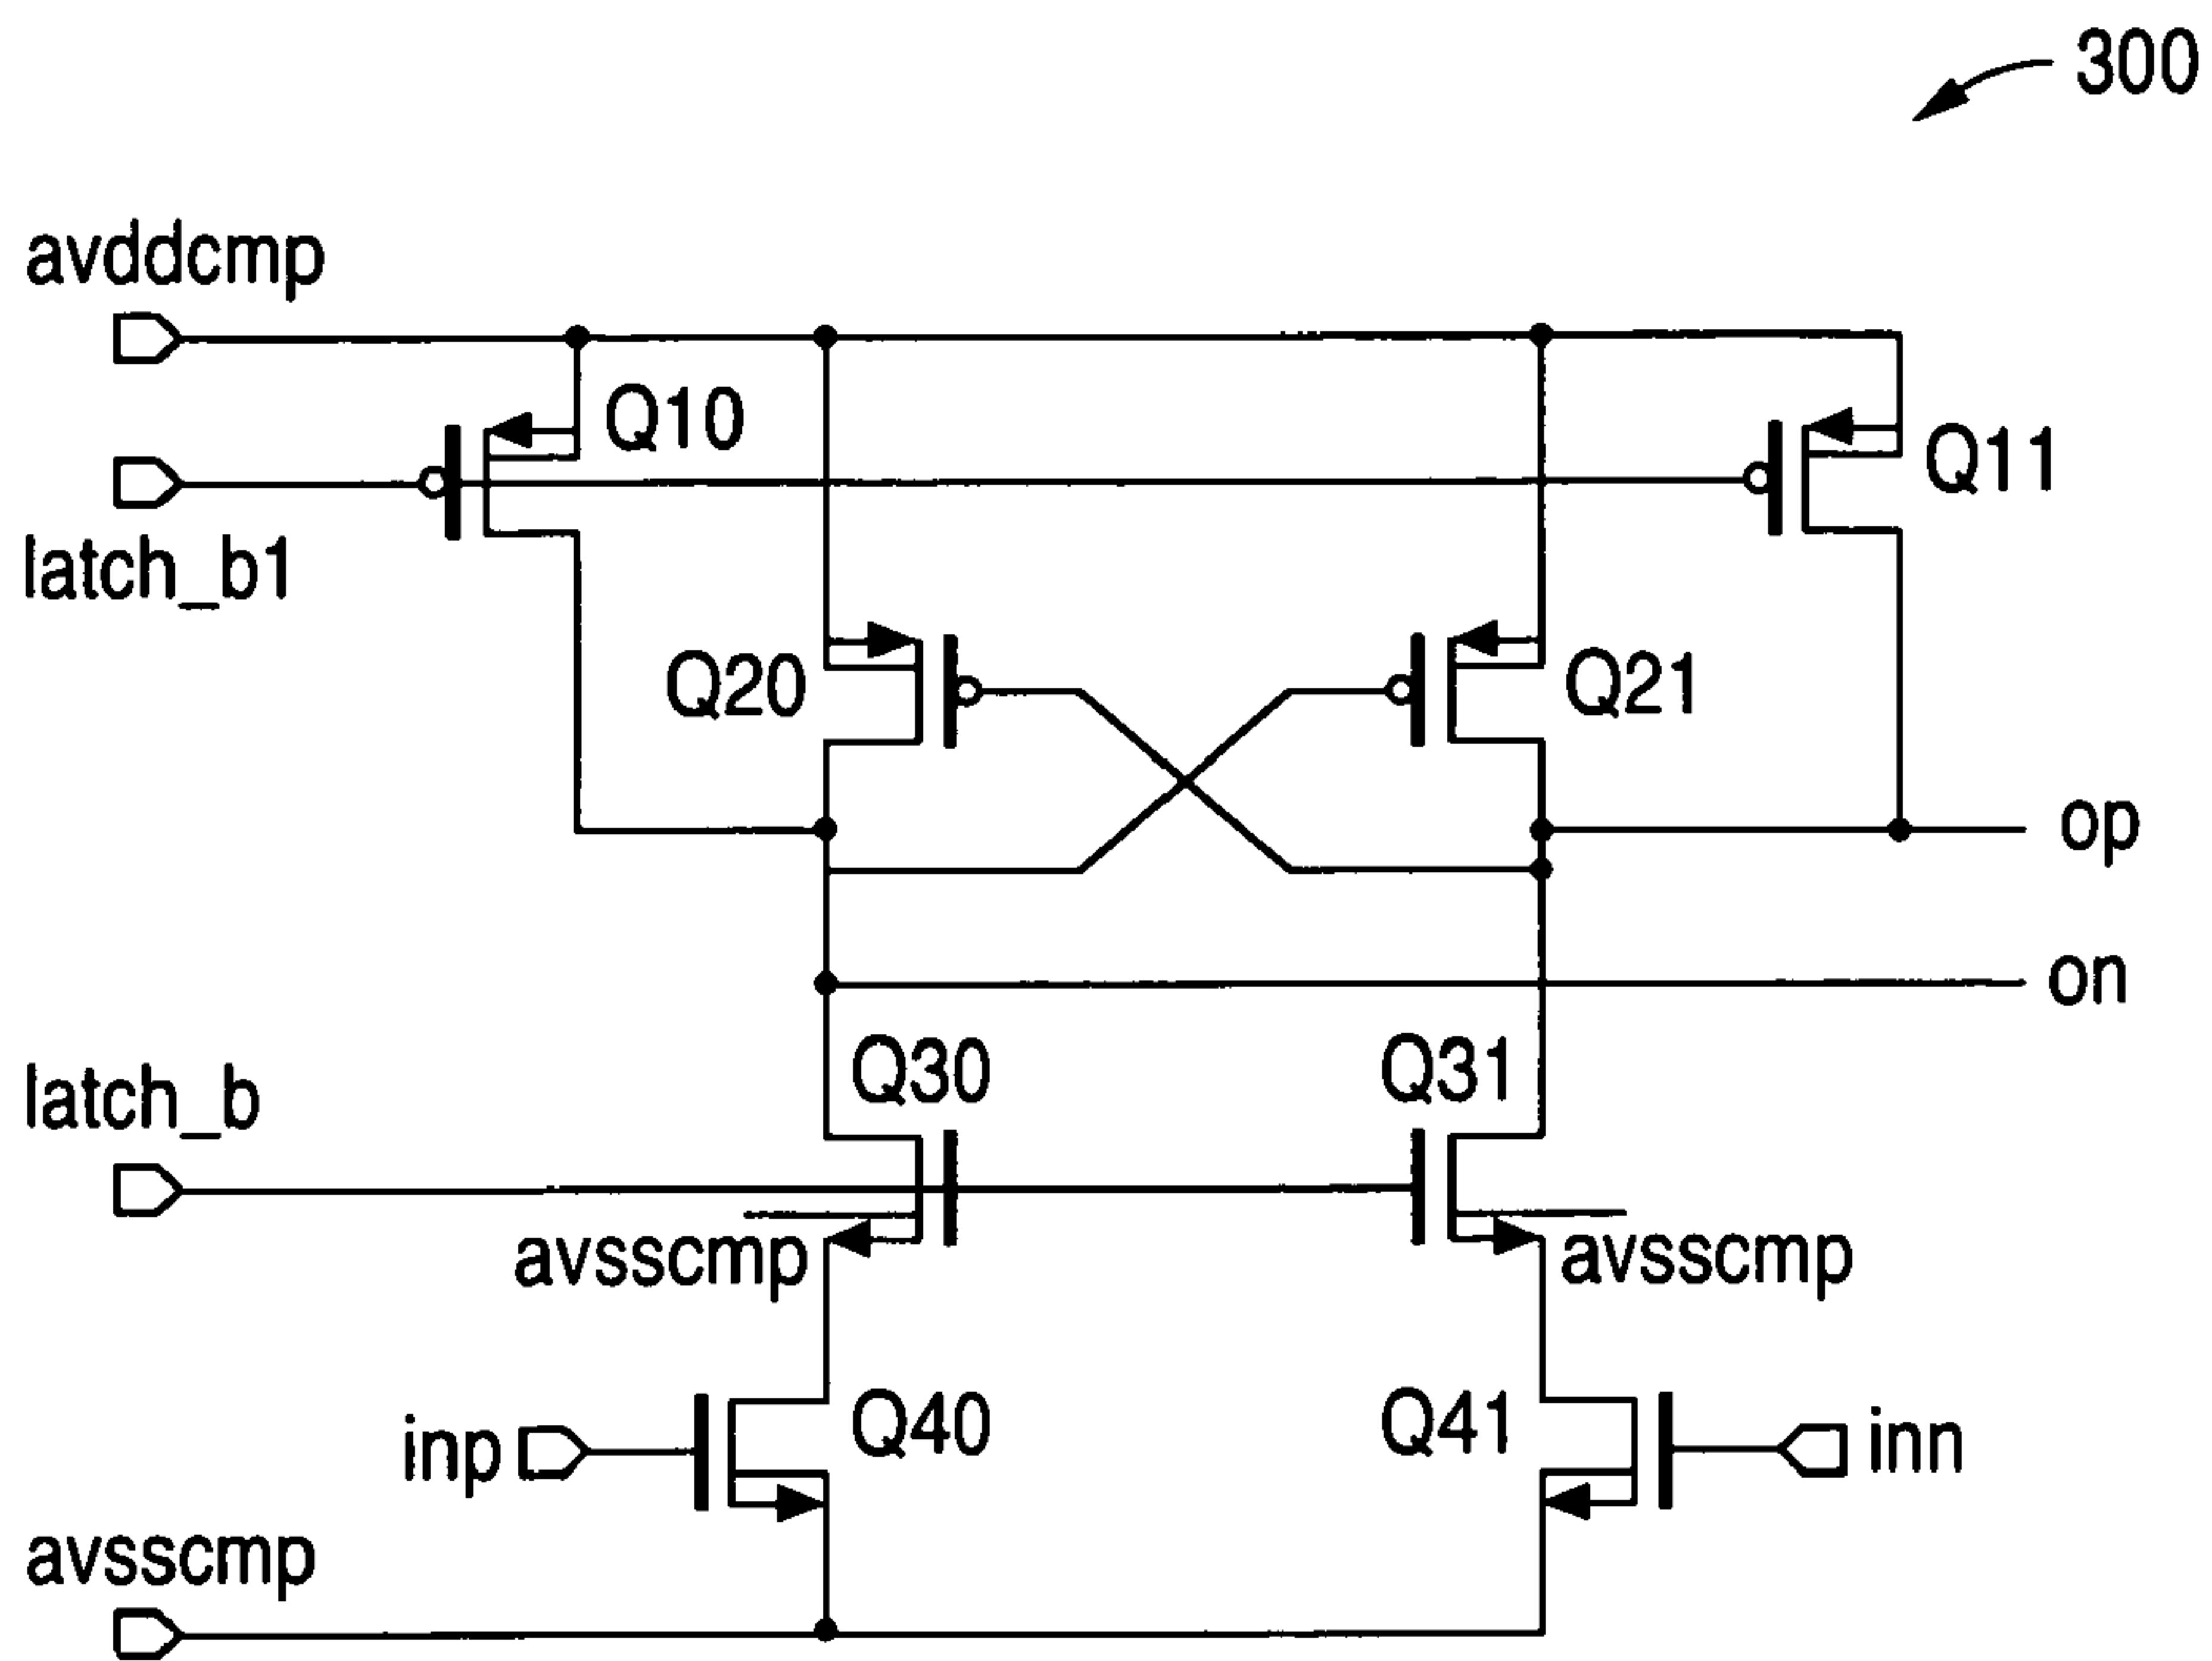 300
avddcmp
Q10
Q11
latch_b1
Q20
Q21
op
on
Q30
Q31
latch_b
avsscmp
avsscmp
inp
Q40
Q41
inn
avsscmp